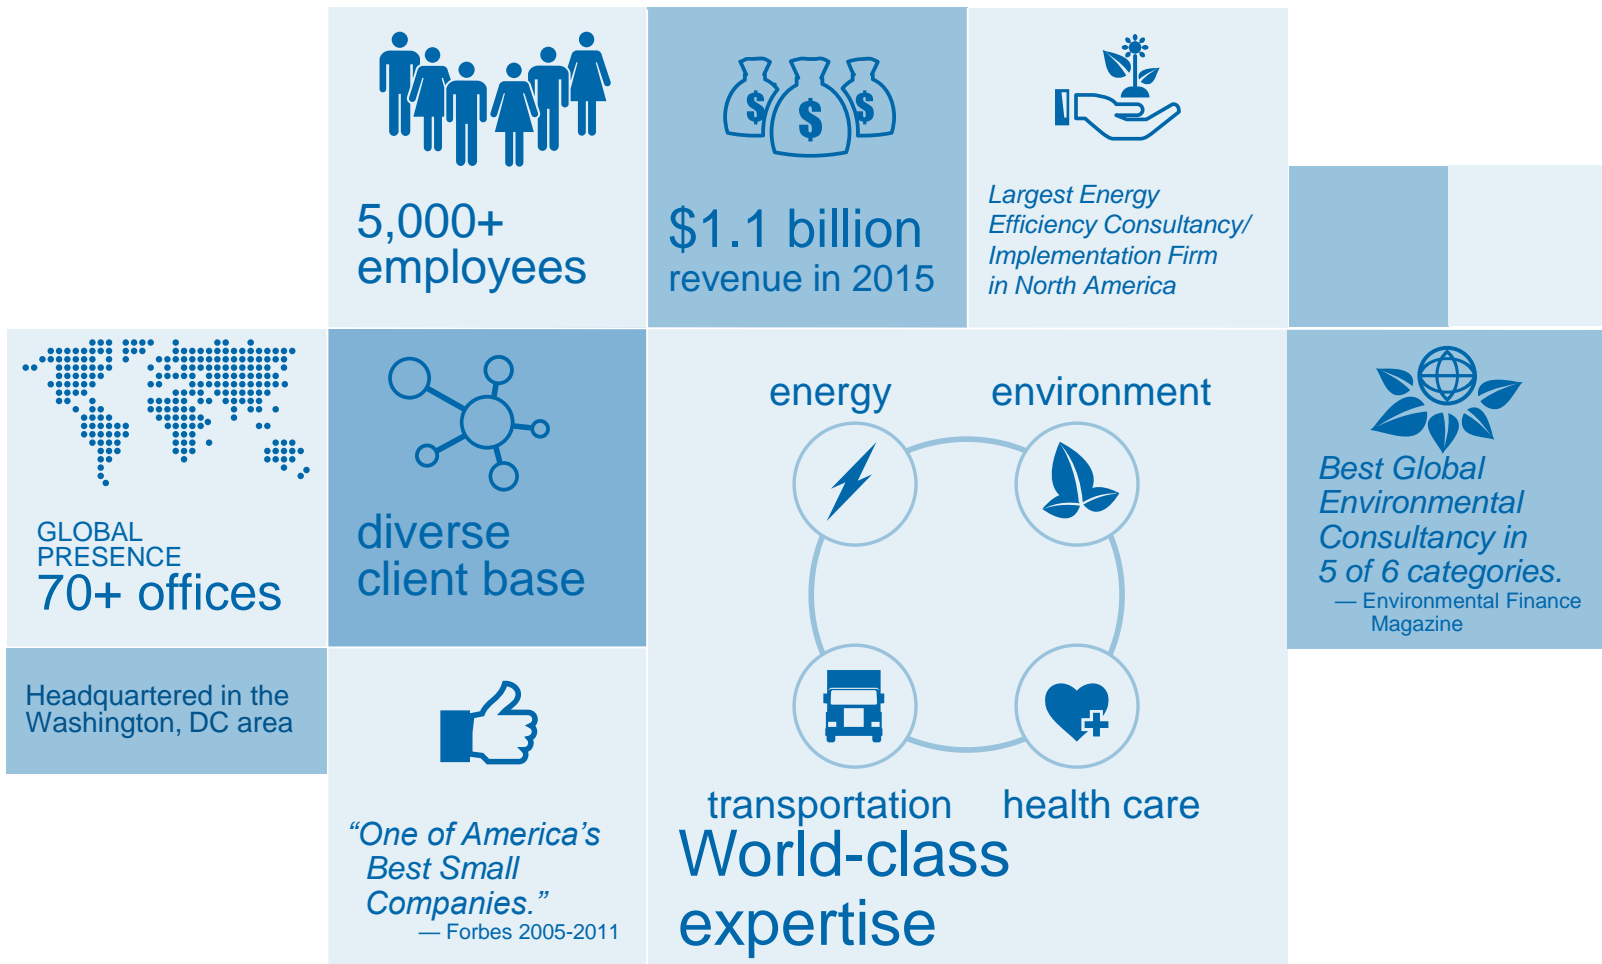 5,000+
employees
$1.1 billion
revenue in 2015
Largest Energy
Efficiency Consultancy/
Implementation Firm
in North America
GLOBAL
PRESENCE
70+ offices
diverse
client base
energy
environment
transportation
health care
World-class
expertise
Best Global
Environmental
Consultancy in
5 of 6 categories.
— Environmental Finance
Magazine
Headquartered in the
Washington, DC area
“One of America’s
Best Small
Companies.”
— Forbes 2005-2011
$
$
$